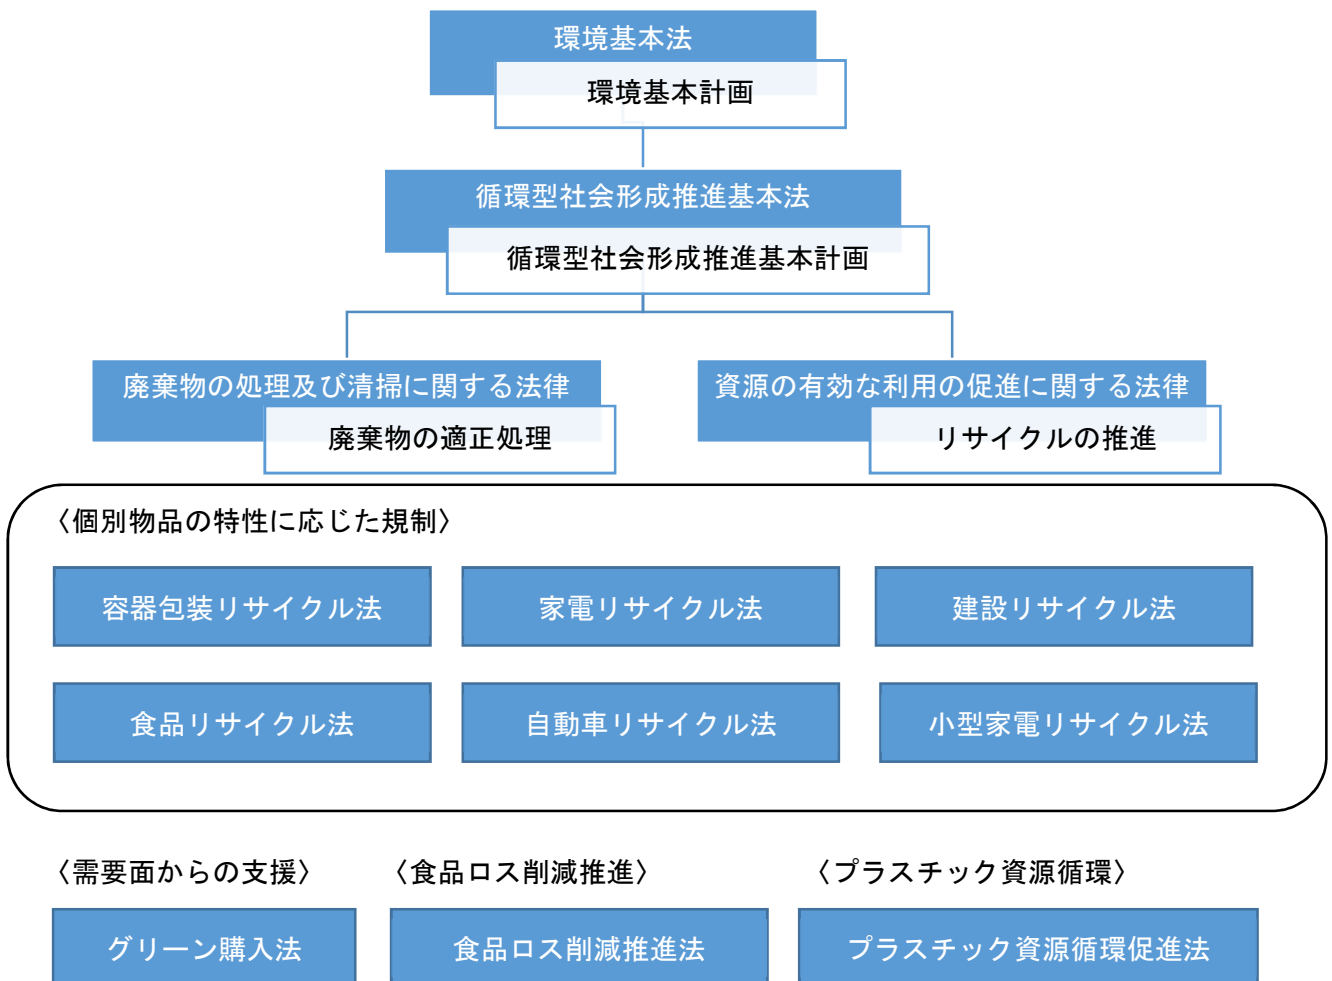 環境基本法
環境基本計画
循環型社会形成推進基本法
循環型社会形成推進基本計画
廃棄物の処理及び清掃に関する法律
廃棄物の適正処理
資源の有効な利用の促進に関する法律
リサイクルの推進
〈個別物品の特性に応じた規制〉
容器包装リサイクル法
家電リサイクル法
建設リサイクル法
食品リサイクル法
自動車リサイクル法
小型家電リサイクル法
〈需要面からの支援〉
〈食品ロス削減推進〉
〈プラスチック資源循環〉
グリーン購入法
食品ロス削減推進法
プラスチック資源循環促進法